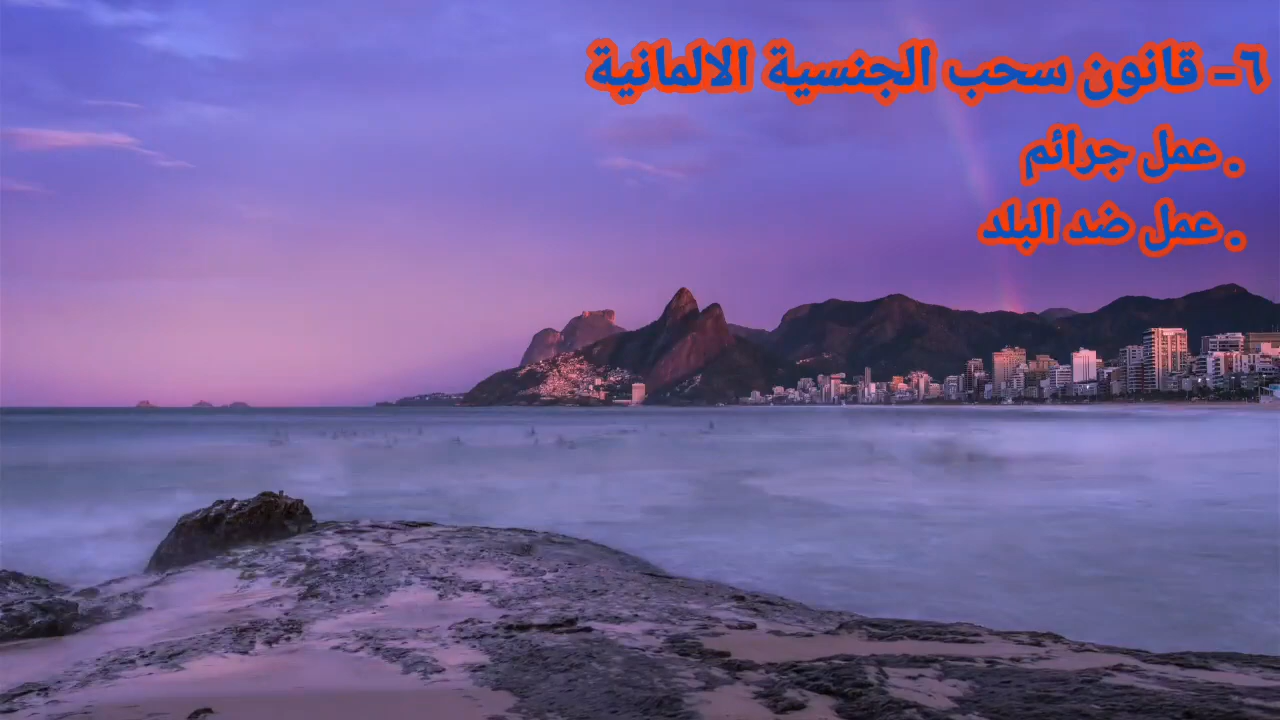 ٦- قانون سحب الجنسية الالمانية
. عمل جرائم
. عمل ضد البلد